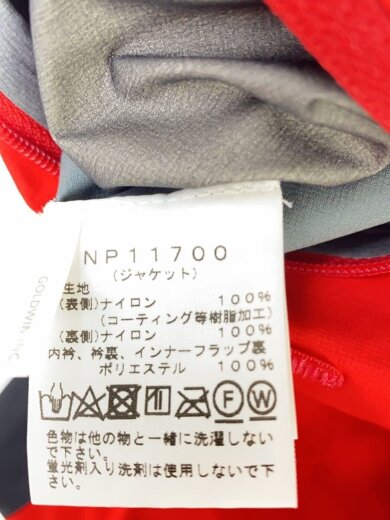 NP11700
(ジャケット)
生地
(表側)ナイロン 100%
(コーティング等樹脂加工)
(裏側)ナイロン 100%
内衿、衿裏、インナーフラップ裏
ポリエステル 100%
F W
色物は他の物と一緒に洗濯しない
で下さい。
蛍光剤入り洗剤は使用しないで下
さい。
GOLDWIN INC.